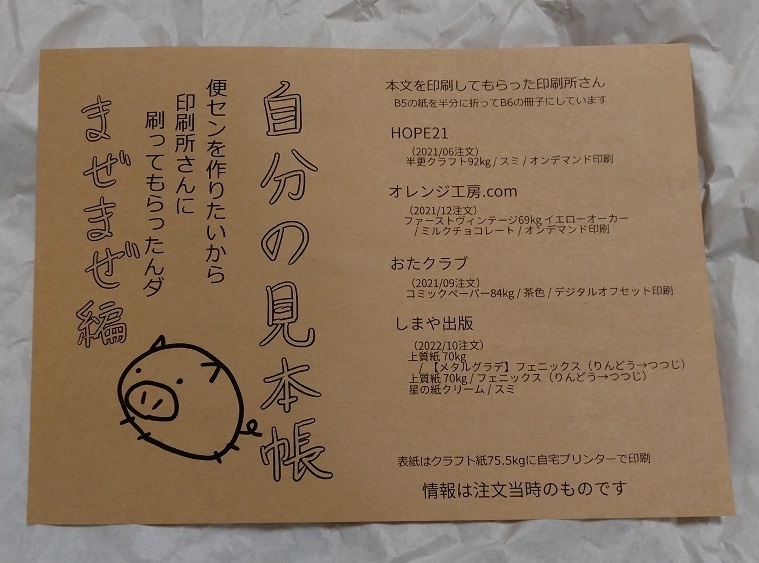 自分の見本帳
便センを作りたいから
印刷所さんに
刷ってもらったんダ
まぜまぜ編
本文を印刷してもらった印刷所さん
B5の紙を半分に折ってB6の冊子にしています
HOPE21
（2021/06注文）
半更クラフト92kg / スミ / オンデマンド印刷
オレンジ工房.com
（2021/12注文）
ファーストヴィンテージ69kg イエローオーカー
/ ミルクチョコレート / オンデマンド印刷
おたクラブ
（2021/09注文）
コミックペーパー84kg / 茶色 / デジタルオフセット印刷
しまや出版
（2022/10注文）
上質紙 70kg
/ 【メタルグラデ】フェニックス（りんどう→つつじ）
上質紙 70kg / フェニックス（りんどう→つつじ）
星の紙クリーム / スミ
表紙はクラフト紙75.5kgに自宅プリンターで印刷
情報は注文当時のものです